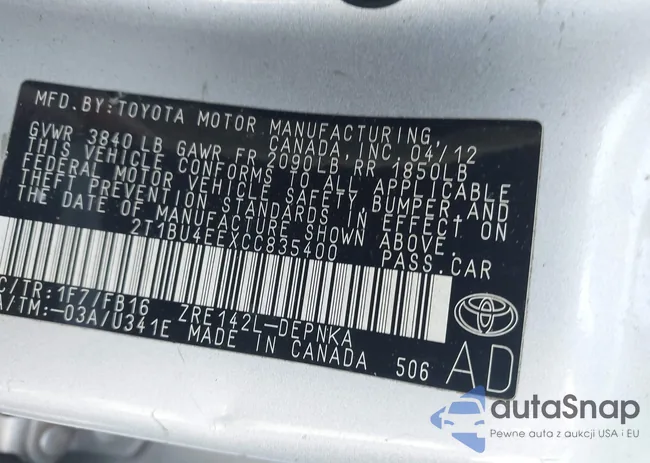 MFD. BY: TOYOTA MOTOR MANUFACTURING,
CANADA, INC. 04/12
GVWR 3840 LB GAWR FR 2090LB RR 1850LB
THIS VEHICLE CONFORMS TO ALL APPLICABLE
FEDERAL MOTOR VEHICLE SAFETY, BUMPER AND
THEFT PREVENTION STANDARDS IN EFFECT ON
THE DATE OF MANUFACTURE SHOWN ABOVE.
2T1BU4EEXCC835400 PASS.CAR
C/TR:1F7/FB16 ZRE142L-DEPNKA
A/TM:-03A/U341E MADE IN CANADA 506
AD
autoSnap
Pewne auta z aukcji USA i EU